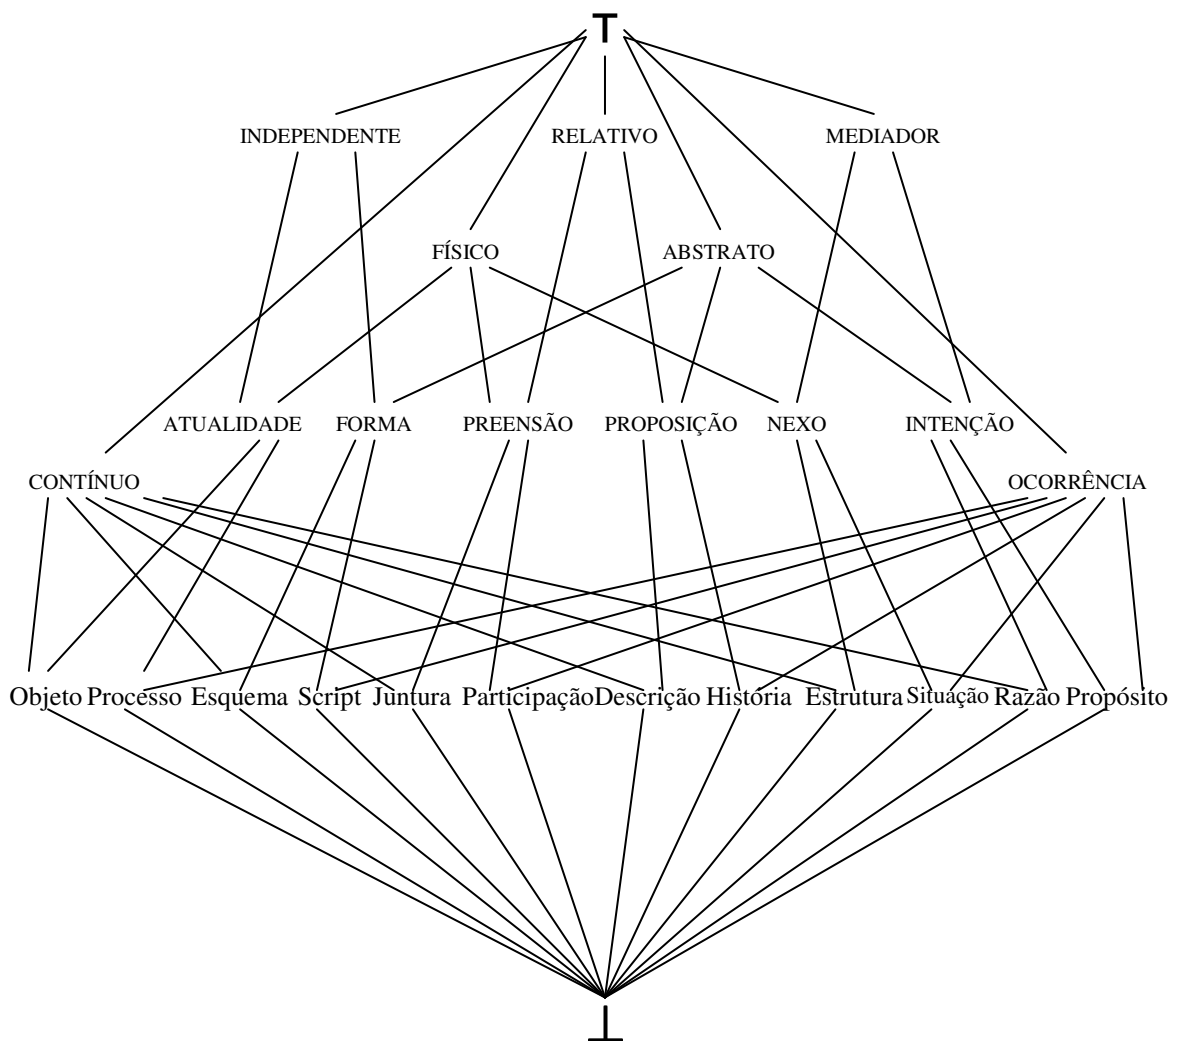 T
INDEPENDENTE RELATIVO MEDIADOR
FÍSICO ABSTRATO
ATUALIDADE FORMA PREENSÃO PROPOSIÇÃO NEXO INTENÇÃO
CONTÍNUO OCORRÊNCIA
Objeto Processo Esquema Script Juntura Participação Descrição História Estrutura Situação Razão Propósito
⊥